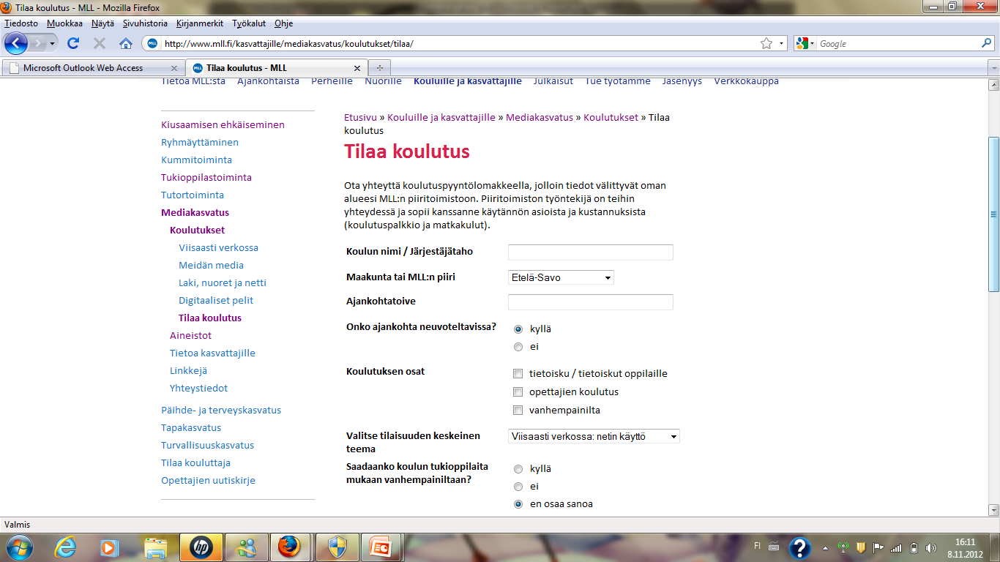 Tilaa koulutus - MLL - Mozilla Firefox
Tiedosto Muokkaa Näytä Sivuhistoria Kirjanmerkit Työkalut Ohje
http://www.mll.fi/kasvattajille/mediakasvatus/koulutukset/tilaa/
Google
Microsoft Outlook Web Access
Tilaa koulutus - MLL
Tietoa MLL:sta Ajankohtaista Perheille Nuorille Kouluille ja kasvattajille Julkaisut Tue työtämme Jäsenyys Verkkokauppa
Kiusaamisen ehkäiseminen
Ryhmäyttäminen
Kummitoiminta
Tukioppilastoiminta
Tutortoiminta
Mediakasvatus
Koulutukset
Viisaasti verkossa
Meidän media
Laki, nuoret ja netti
Digitaaliset pelit
Tilaa koulutus
Aineistot
Tietoa kasvattajille
Linkkejä
Yhteystiedot
Päihde- ja terveyskasvatus
Tapakasvatus
Turvallisuuskasvatus
Tilaa kouluttaja
Opettajien uutiskirje
Etusivu » Kouluille ja kasvattajille » Mediakasvatus » Koulutukset » Tilaa
koulutus
Tilaa koulutus
Ota yhteyttä koulutuspyyntölomakkeella, jolloin tiedot välittyvät oman
alueesi MLL:n piiritoimistoon. Piiritoimiston työntekijä on teihin
yhteydessä ja sopii kanssanne käytännön asioista ja kustannuksista
(koulutuspalkkio ja matkakulut).
Koulun nimi / Järjestäjätaho
Maakunta tai MLL:n piiri Etelä-Savo
Ajankohtatoive
Onko ajankohta neuvoteltavissa? kyllä
ei
Koulutuksen osat tietoisku / tietoiskut oppilaille
opettajien koulutus
vanhempainilta
Valitse tilaisuuden keskeinen Viisaasti verkossa: netin käyttö
teema
Saadaanko koulun tukioppilaita kyllä
mukaan vanhempainiltaan?
ei
en osaa sanoa
Valmis
FI
16:11
8.11.2012